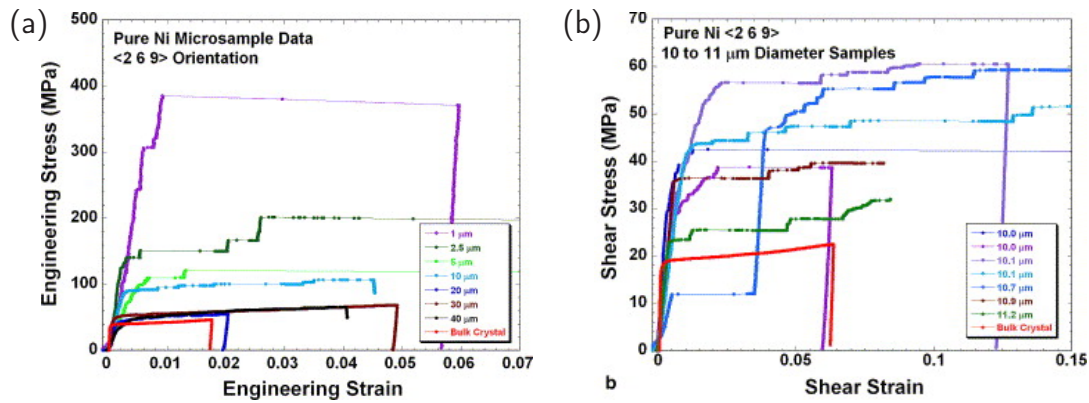 (a)
500
400
300
200
100
0
Engineering Stress (MPa)
Pure Ni Microsample Data
<2 6 9> Orientation
1 µm
2.5 µm
5 µm
10 µm
20 µm
30 µm
40 µm
Bulk Crystal
0 0.01 0.02 0.03 0.04 0.05 0.06 0.07
Engineering Strain
(b)
70
60
50
40
30
20
10
0
Shear Stress (MPa)
Pure Ni <2 6 9>
10 to 11 µm Diameter Samples
10.0 µm
10.0 µm
10.1 µm
10.1 µm
10.7 µm
10.9 µm
11.2 µm
Bulk Crystal
0 0.05 0.1 0.15
b
Shear Strain